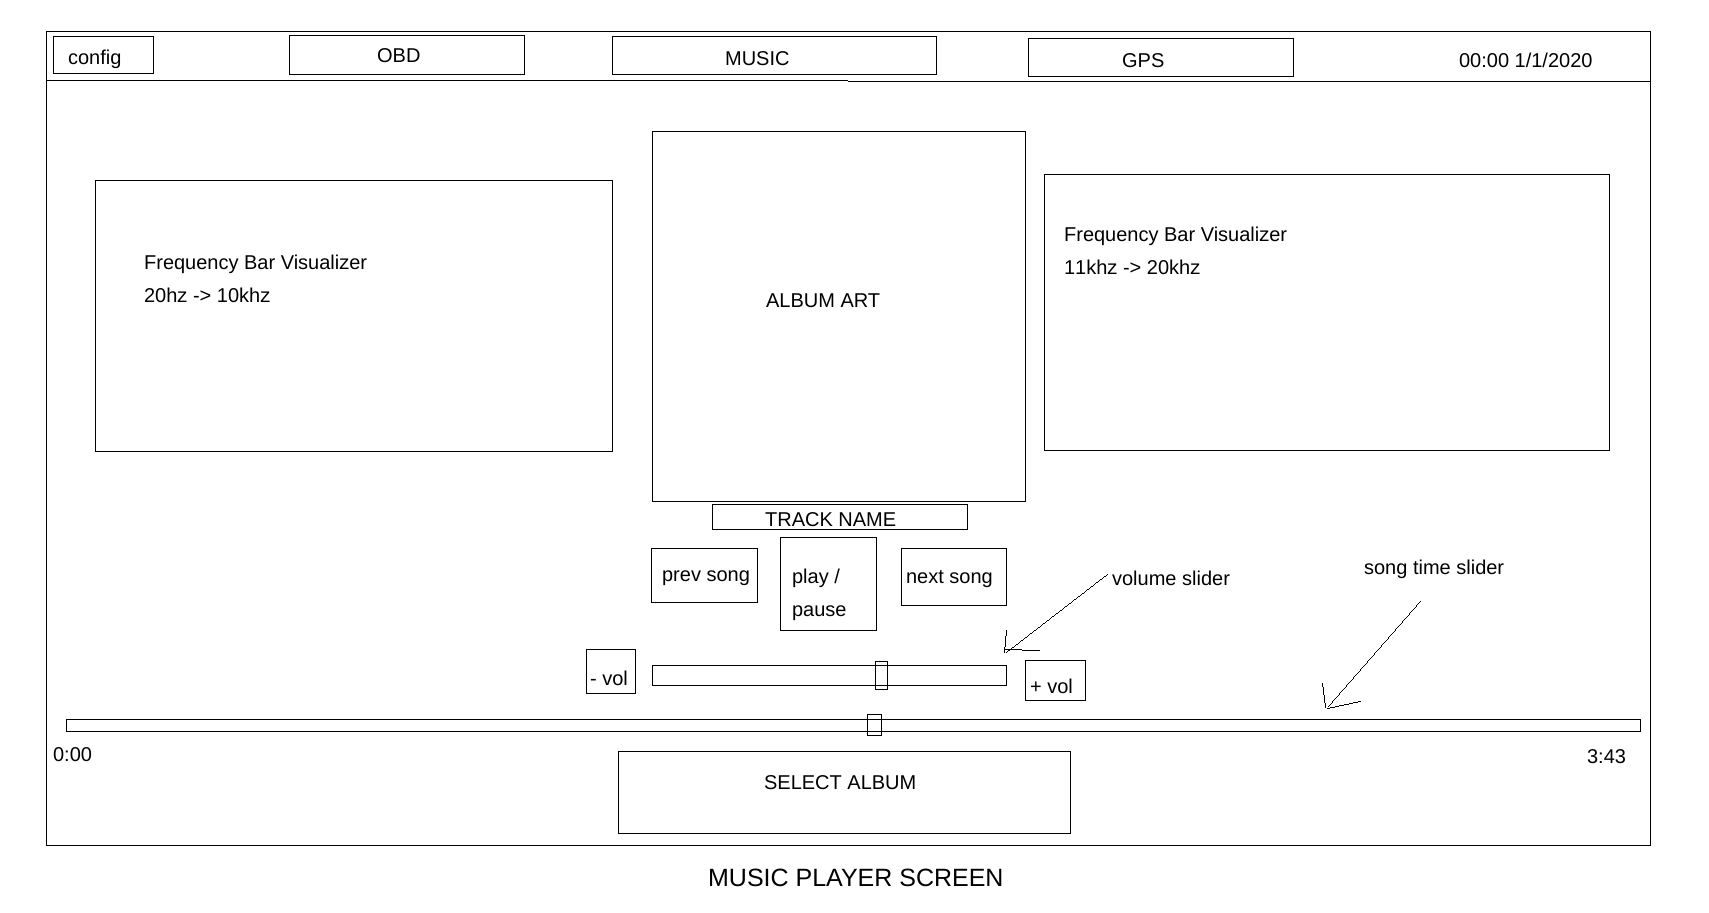 config
OBD
MUSIC
GPS
00:00 1/1/2020
Frequency Bar Visualizer
20hz -> 10khz
ALBUM ART
Frequency Bar Visualizer
11khz -> 20khz
TRACK NAME
prev song
play /
pause
next song
volume slider
song time slider
- vol
+ vol
0:00
3:43
SELECT ALBUM
MUSIC PLAYER SCREEN